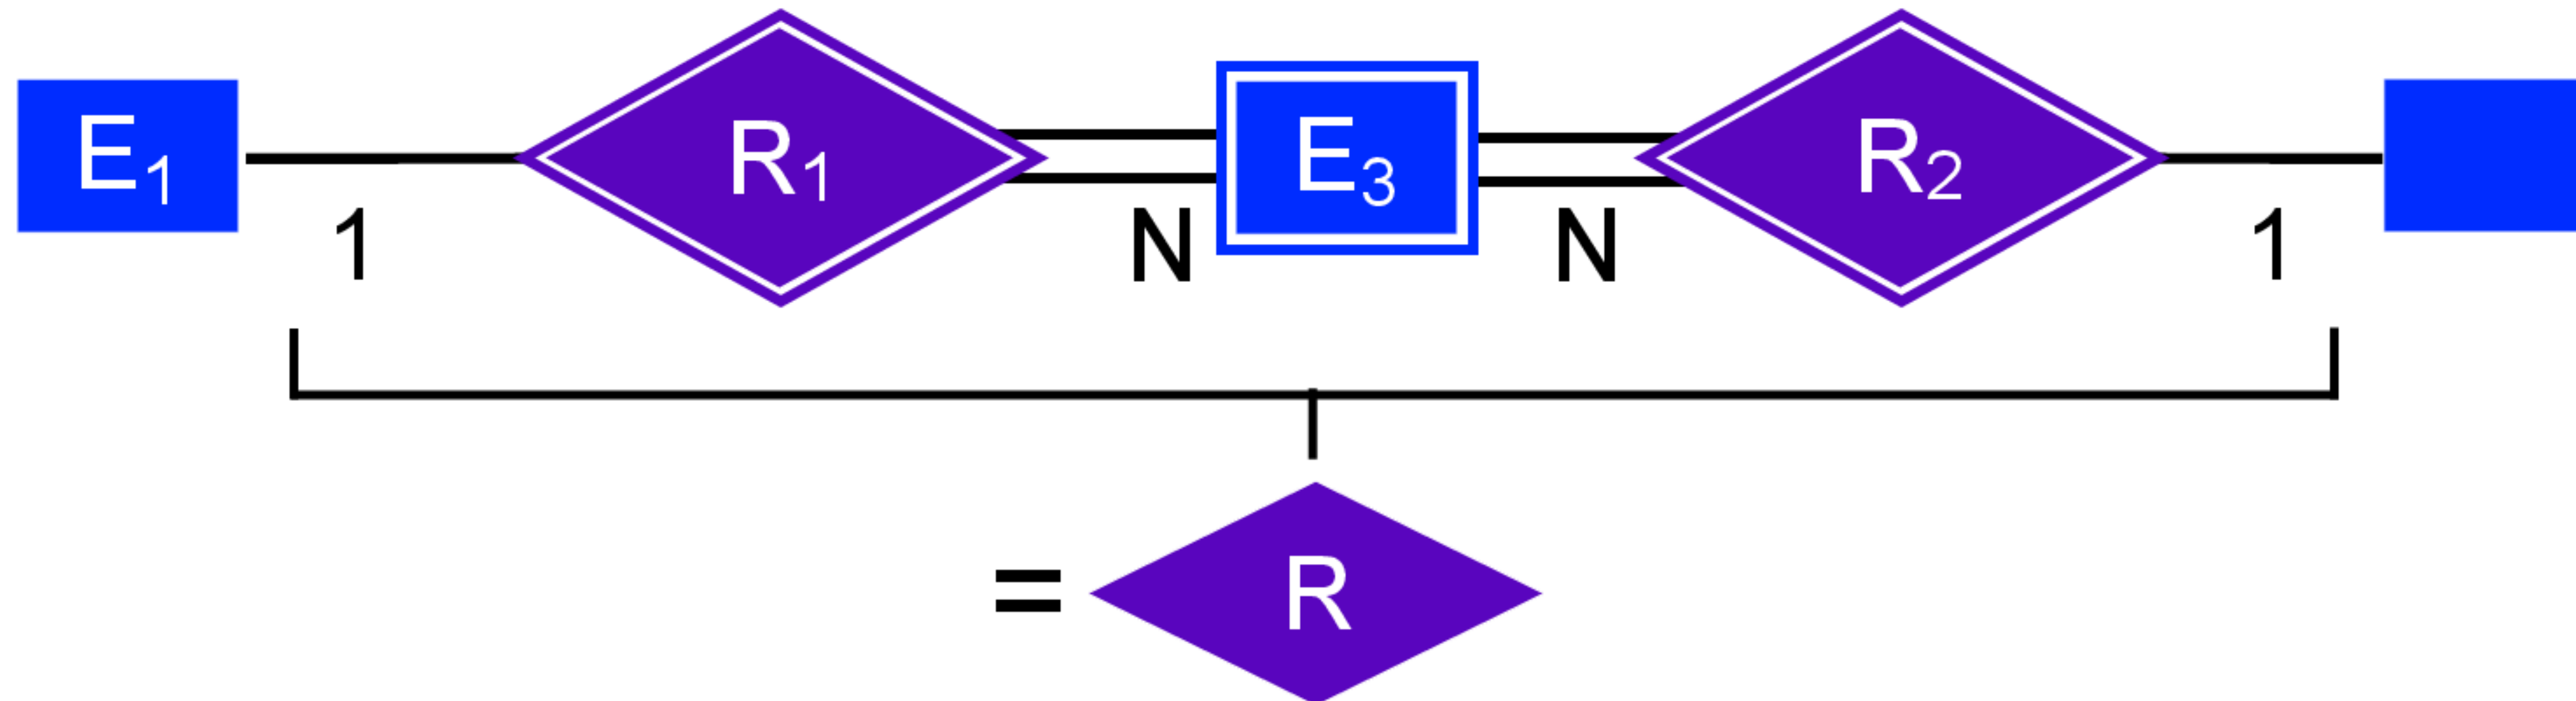 E₁ R₁ E₃ R₂
1 N N 1
= R